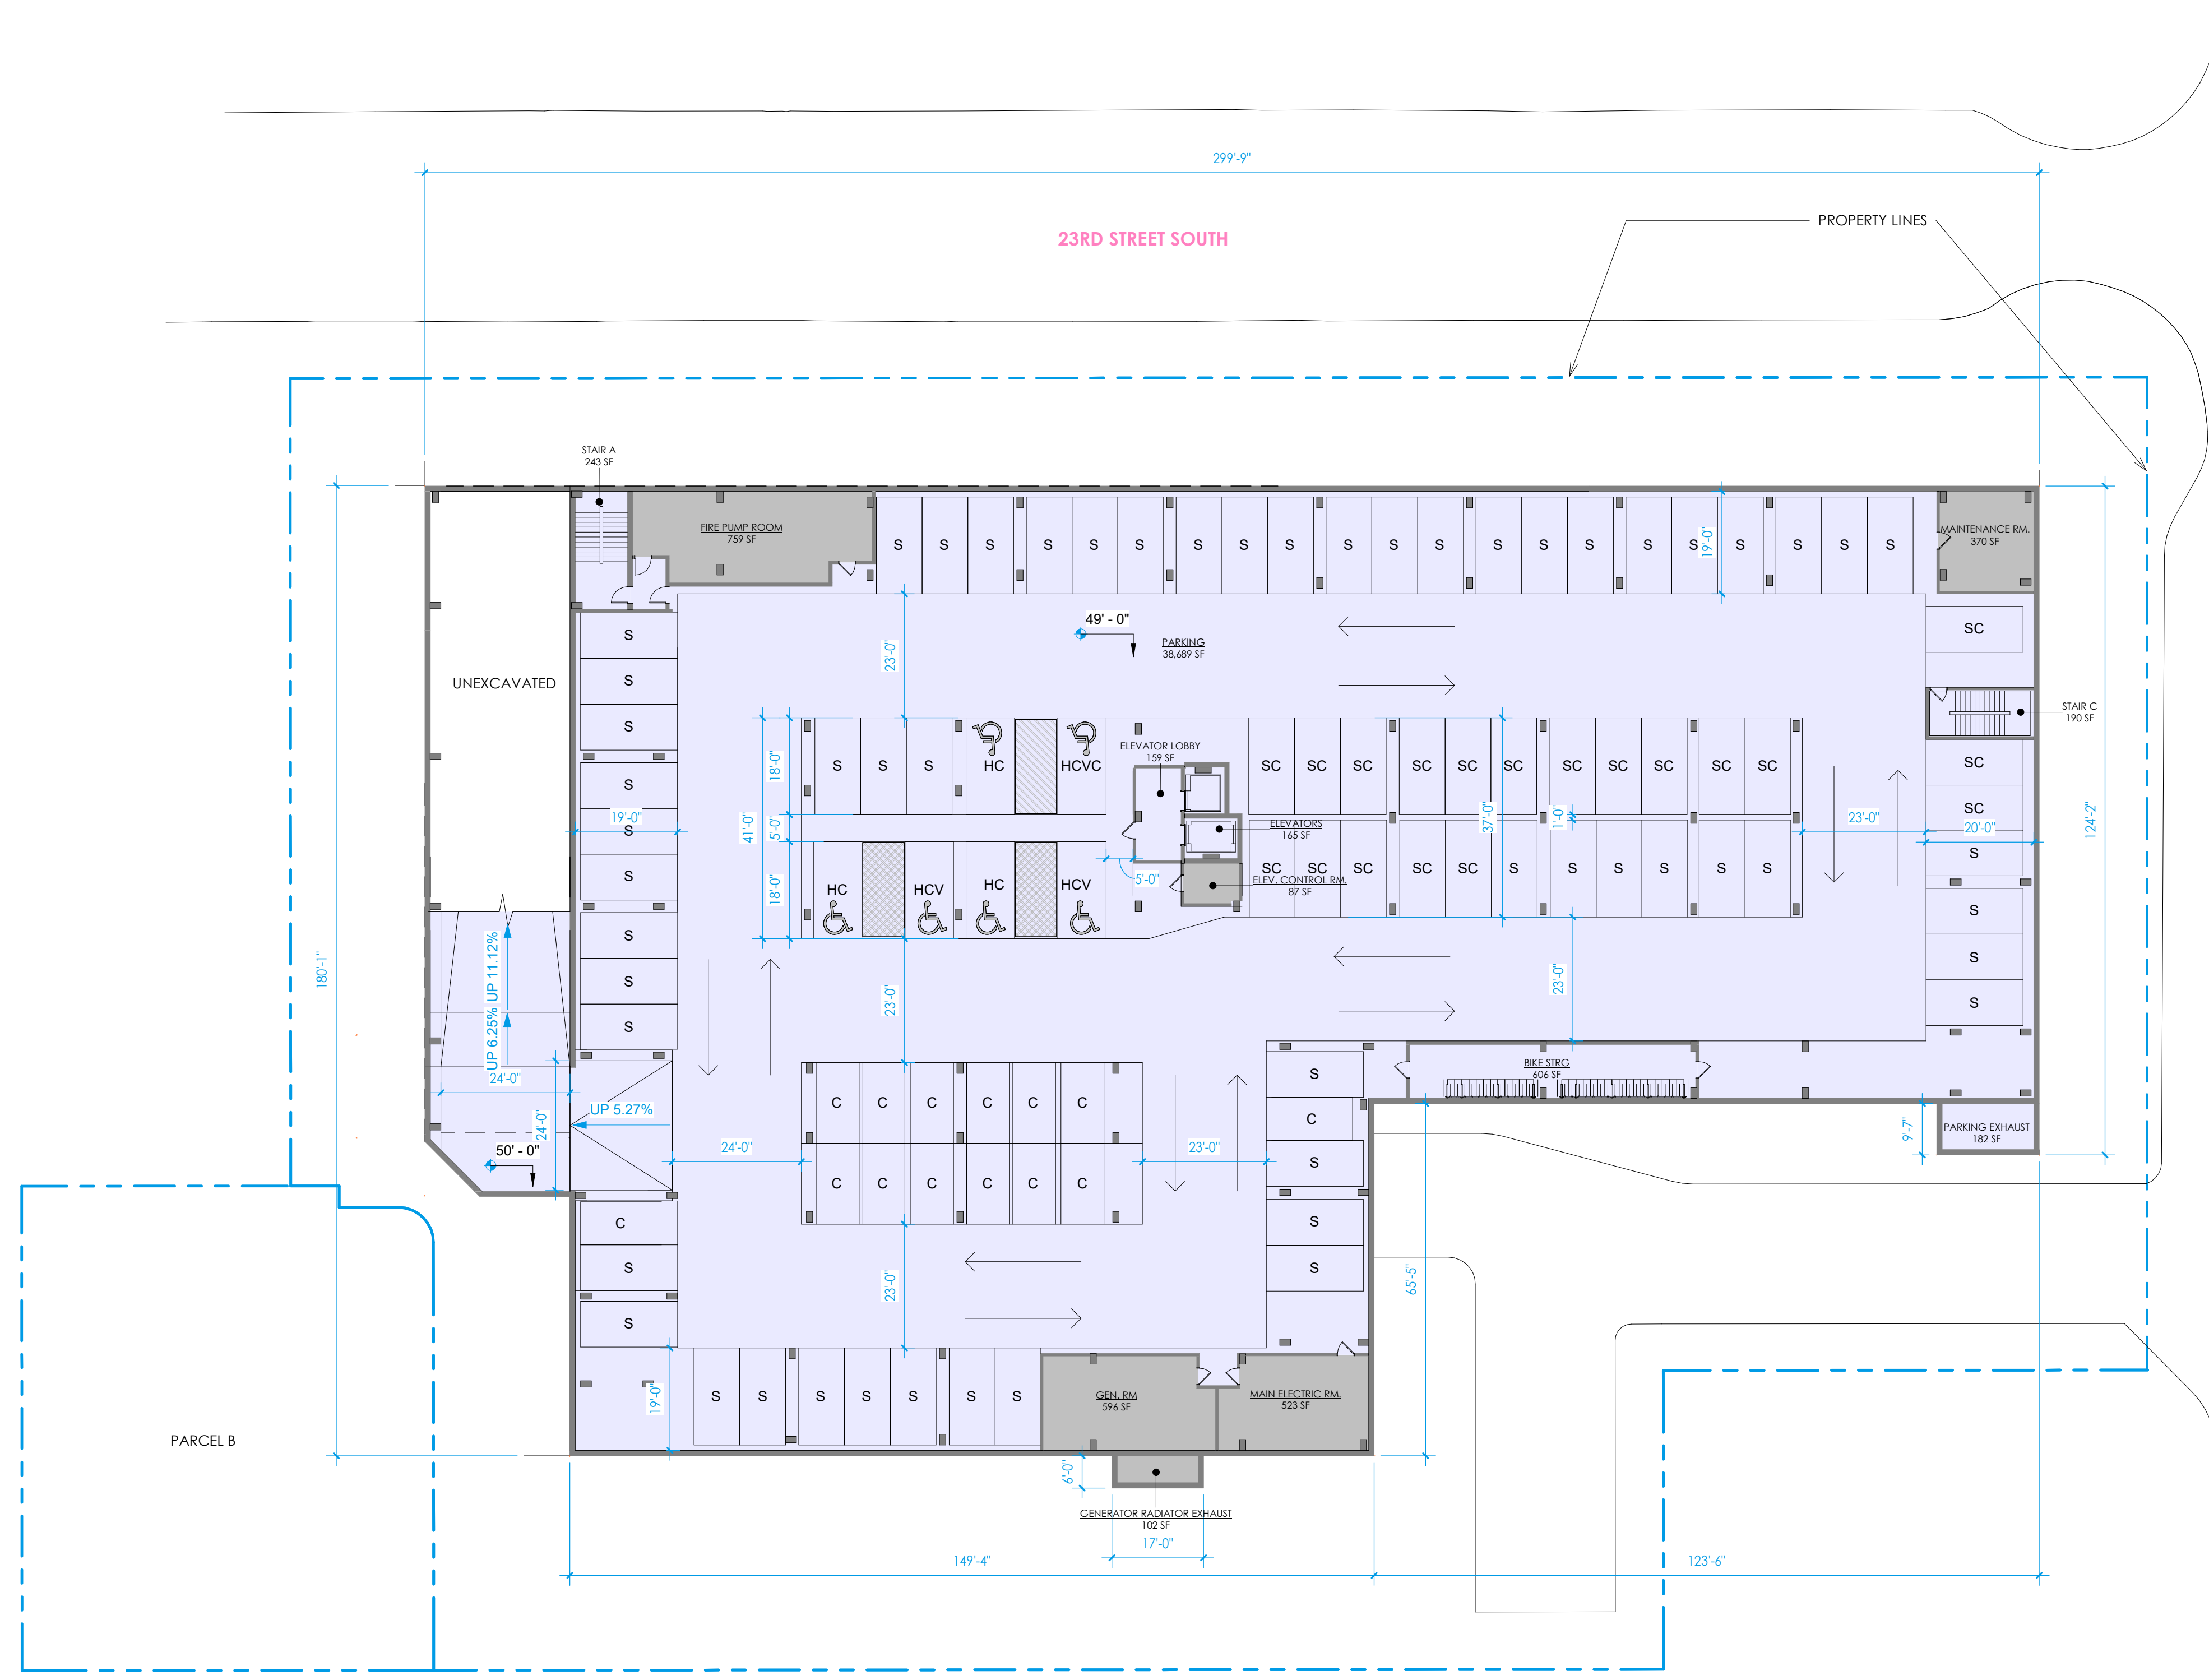 299'-9"
PROPERTY LINES
23RD STREET SOUTH
STAIR A
243 SF
FIRE PUMP ROOM
759 SF
S S S S S S S S S S S S S S S S S S S S S
19'-0"
MAINTENANCE RM.
370 SF
49' - 0"
PARKING
38,689 SF
23'-0"
SC
S
S
S
UNEXCAVATED
STAIR C
190 SF
ELEVATOR LOBBY
159 SF
18'-0"
S S S HC HCVC SC SC SC SC SC SC SC SC SC SC SC
SC
S
SC
19'-0"
S
41'-0"
5'-0"
ELEVATORS
165 SF
37'-0"
1'-0"
23'-0"
20'-0"
124'-2"
S
S
18'-0"
HC HCV HC HCV
5'-0"
SC SC SC SC SC S S S S S S
ELEV. CONTROL RM.
87 SF
S
S
S
S
S
S
180'-1"
UP 11.12%
UP 6.25%
23'-0"
23'-0"
24'-0"
24'-0"
UP 5.27%
50' - 0"
BIKE STRG
606 SF
S
C
S
S
S
C C C C C C
24'-0"
23'-0"
C C C C C C
9'-7"
PARKING EXHAUST
182 SF
C
S
S
23'-0"
65'-5"
19'-0"
S S S S S S S
GEN. RM
596 SF
MAIN ELECTRIC RM.
523 SF
PARCEL B
6'-0"
GENERATOR RADIATOR EXHAUST
102 SF
17'-0"
149'-4"
123'-6"